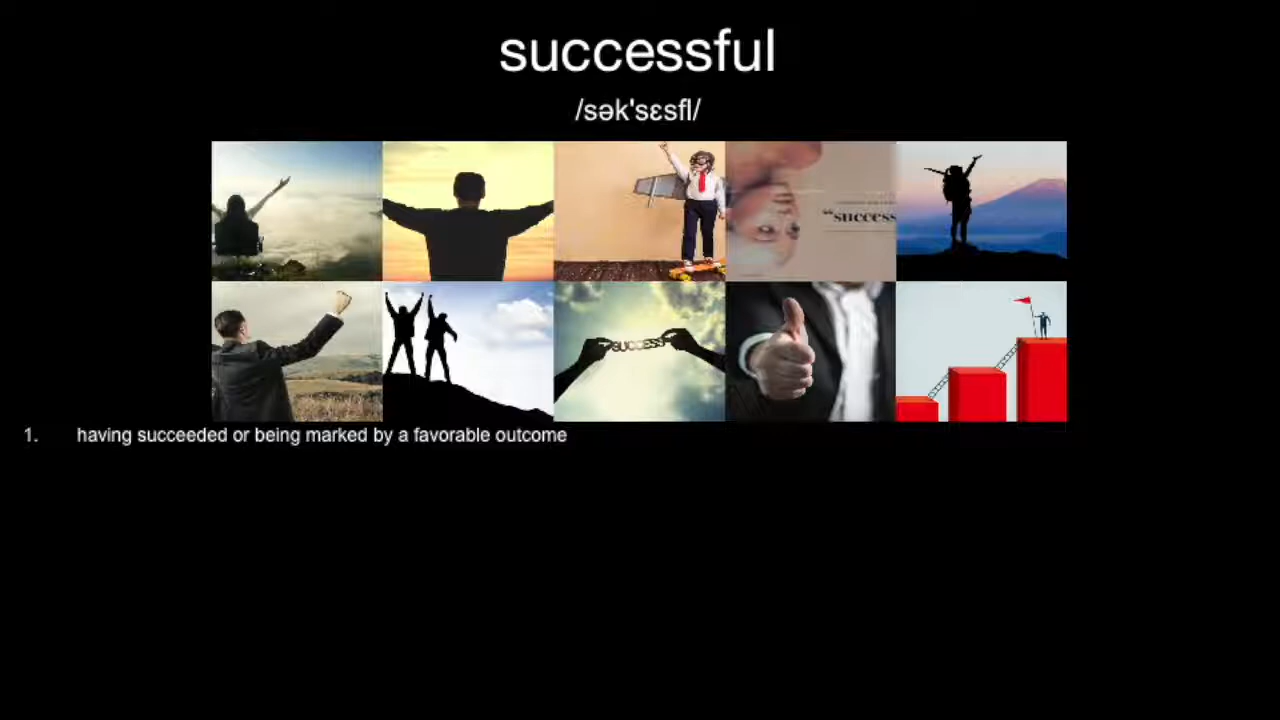 successful
/sək'sɛsfl/
“success
SUCCESS
1. having succeeded or being marked by a favorable outcome